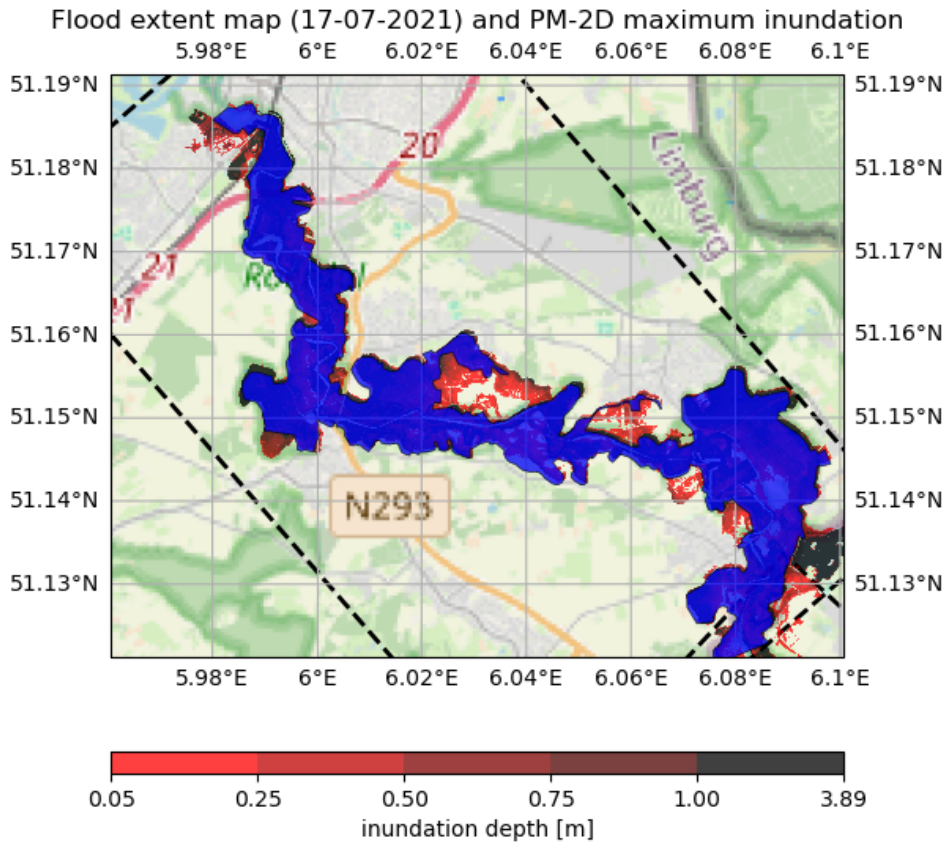 Flood extent map (17-07-2021) and PM-2D maximum inundation
5.98°E 6°E 6.02°E 6.04°E 6.06°E 6.08°E 6.1°E
51.19°N 51.19°N
20
Limburg
51.18°N 51.18°N
51.17°N 51.17°N
21
51.16°N 51.16°N
51.15°N 51.15°N
51.14°N 51.14°N
N293
51.13°N 51.13°N
5.98°E 6°E 6.02°E 6.04°E 6.06°E 6.08°E 6.1°E
0.05 0.25 0.50 0.75 1.00 3.89
inundation depth [m]